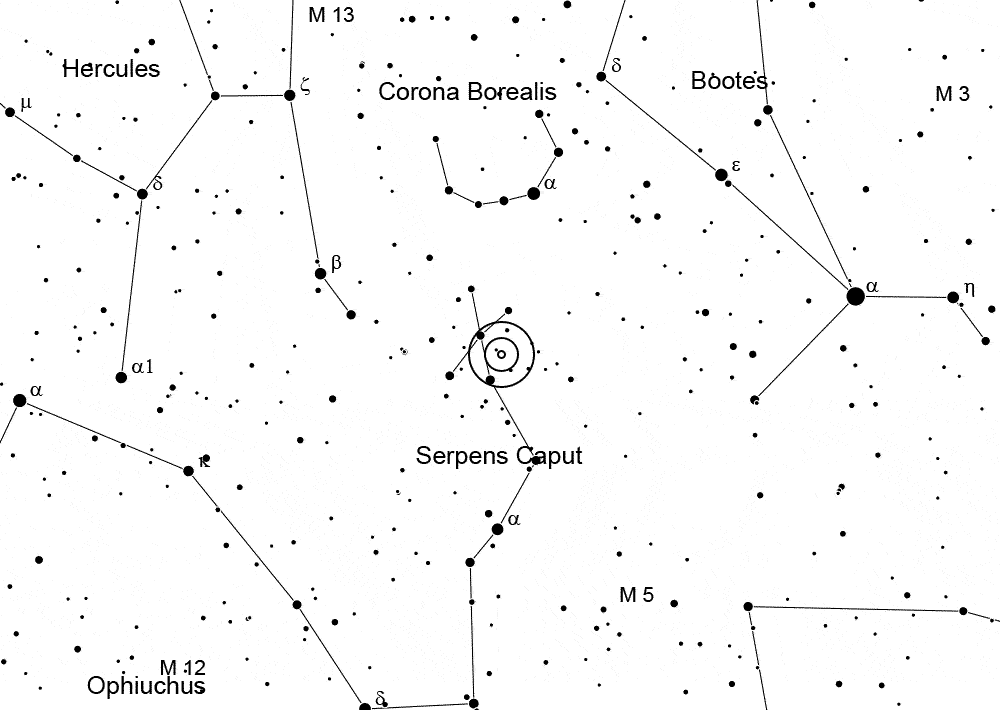 M 13
Hercules
δ
Bootes
ζ
Corona Borealis
M 3
μ
ε
δ
α
β
α
η
α1
α
Serpens Caput
κ
α
M 5
M 12
Ophiuchus
δ